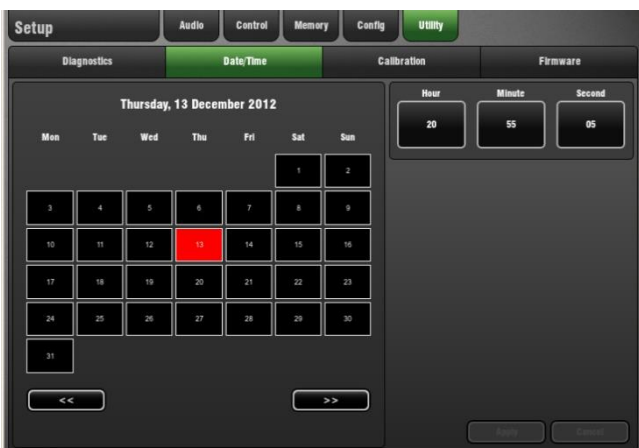 Setup Audio Control Memory Config Utility
Diagnostics Date/Time Calibration Firmware
Thursday, 13 December 2012
Mon Tue Wed Thu Fri Sat Sun
1 2
3 4 5 6 7 8 9
10 11 12 13 14 15 16
17 18 19 20 21 22 23
24 25 26 27 28 29 30
31
<< >>
Hour Minute Second
20 55 05
Apply Cancel